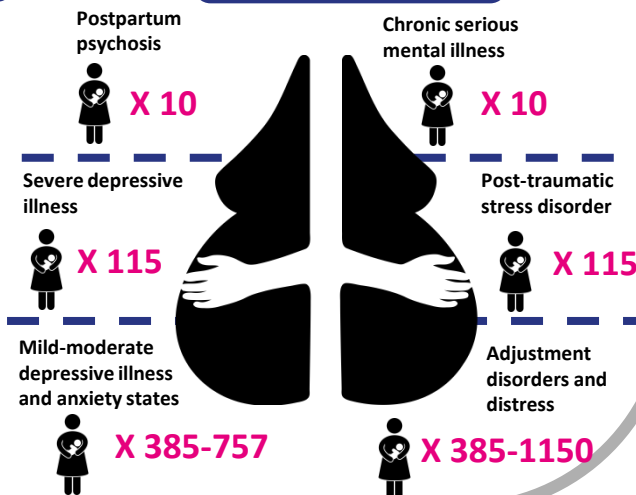 Postpartum
psychosis
X 10
Chronic serious
mental illness
X 10
Severe depressive
illness
X 115
Post-traumatic
stress disorder
X 115
Mild-moderate
depressive illness
and anxiety states
X 385-757
Adjustment
disorders and
distress
X 385-1150